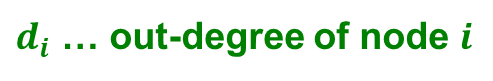 dᵢ … out-degree of node i